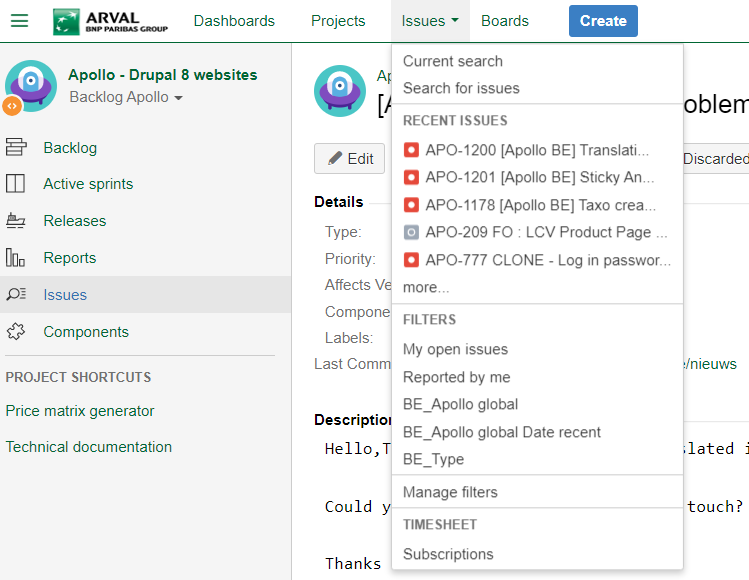 ARVAL
BNP PARIBAS GROUP
Dashboards
Projects
Issues
Boards
Create
Apollo - Drupal 8 websites
Backlog Apollo
Backlog
Active sprints
Releases
Reports
Issues
Components
PROJECT SHORTCUTS
Price matrix generator
Technical documentation
Current search
Search for issues
RECENT ISSUES
APO-1200 [Apollo BE] Translati...
APO-1201 [Apollo BE] Sticky An...
APO-1178 [Apollo BE] Taxo crea...
APO-209 FO : LCV Product Page ...
APO-777 CLONE - Log in passwor...
more...
FILTERS
My open issues
Reported by me
BE_Apollo global
BE_Apollo global Date recent
BE_Type
Manage filters
TIMESHEET
Subscriptions
Ap
[A oblem
Edit
Discarded
Details
Type:
Priority:
Affects Ve
Compone
Labels:
Last Comm e/nieuws
Description
Hello,T slated i
Could y touch?
Thanks